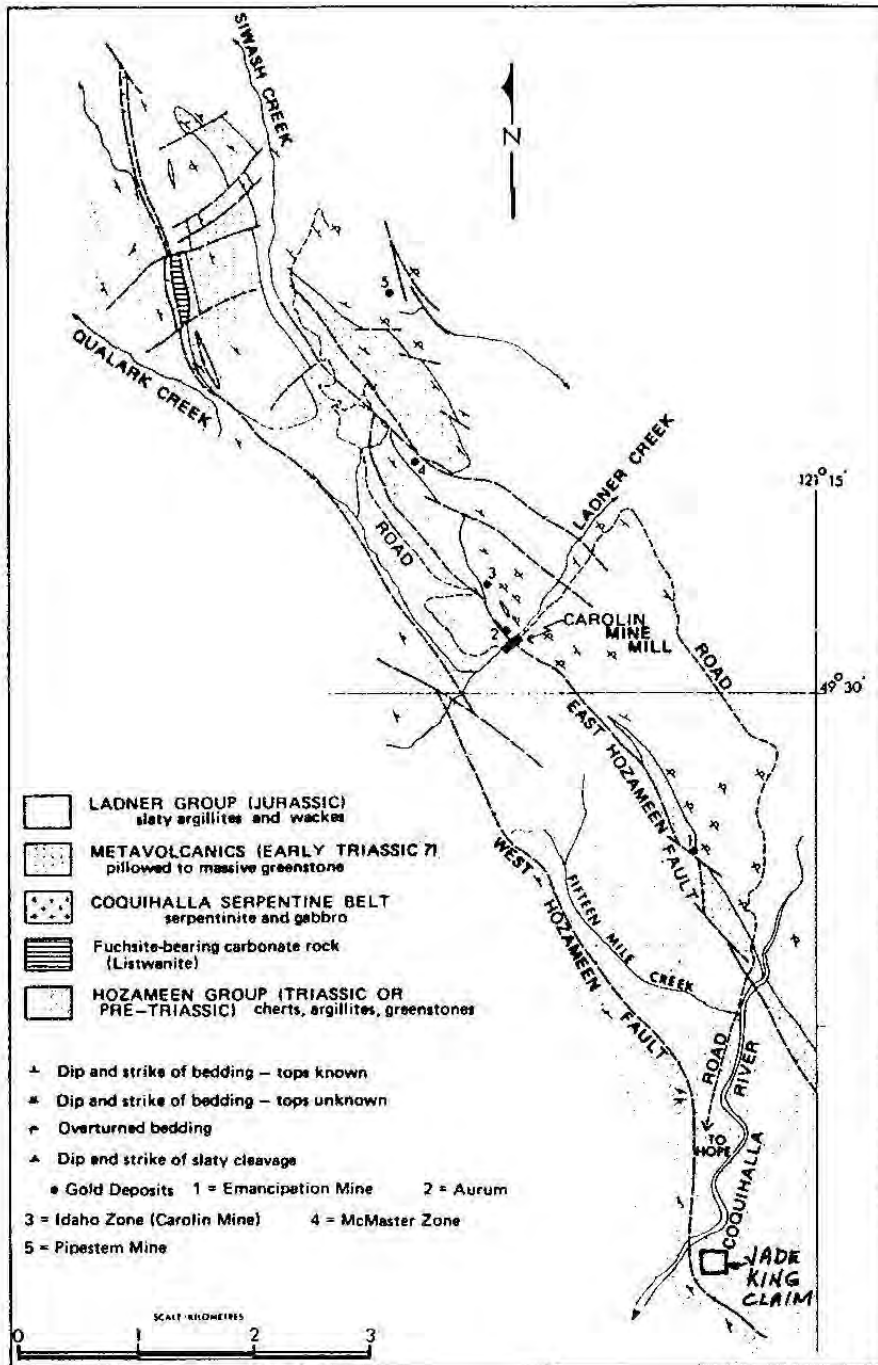 SIWASH CREEK
N
5
QUALARK CREEK
4
LADNER CREEK
121° 15'
ROAD
3
2
CAROLIN
MINE
MILL
ROAD
49° 30'
EAST HOZAMEEN FAULT
1
WEST HOZAMEEN FAULT
FIFTEEN MILE CREEK
ROAD
TO
HOPE
COQUIHALLA RIVER
JADE
KING
CLAIM
LADNER GROUP (JURASSIC)
slaty argillites and wackes
METAVOLCANICS (EARLY TRIASSIC ?)
pillowed to massive greenstone
COQUIHALLA SERPENTINE BELT
serpentinite and gabbro
Fuchsite-bearing carbonate rock
(Listwanite)
HOZAMEEN GROUP (TRIASSIC OR
PRE-TRIASSIC) cherts, argillites, greenstones
Dip and strike of bedding – tops known
Dip and strike of bedding – tops unknown
Overturned bedding
Dip and strike of slaty cleavage
Gold Deposits 1 = Emancipation Mine 2 = Aurum
3 = Idaho Zone (Carolin Mine) 4 = McMaster Zone
5 = Pipestem Mine
SCALE-KILOMETRES
0 1 2 3